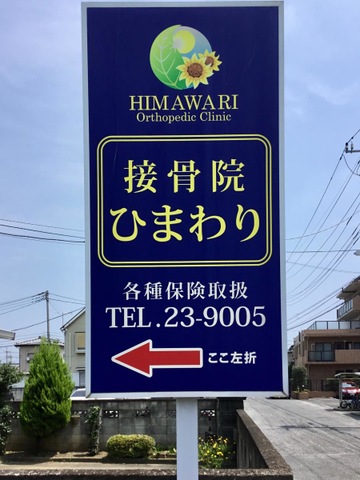 HIMAWARI
Orthopedic Clinic
接骨院
ひまわり
各種保険取扱
TEL.23-9005
ここ左折